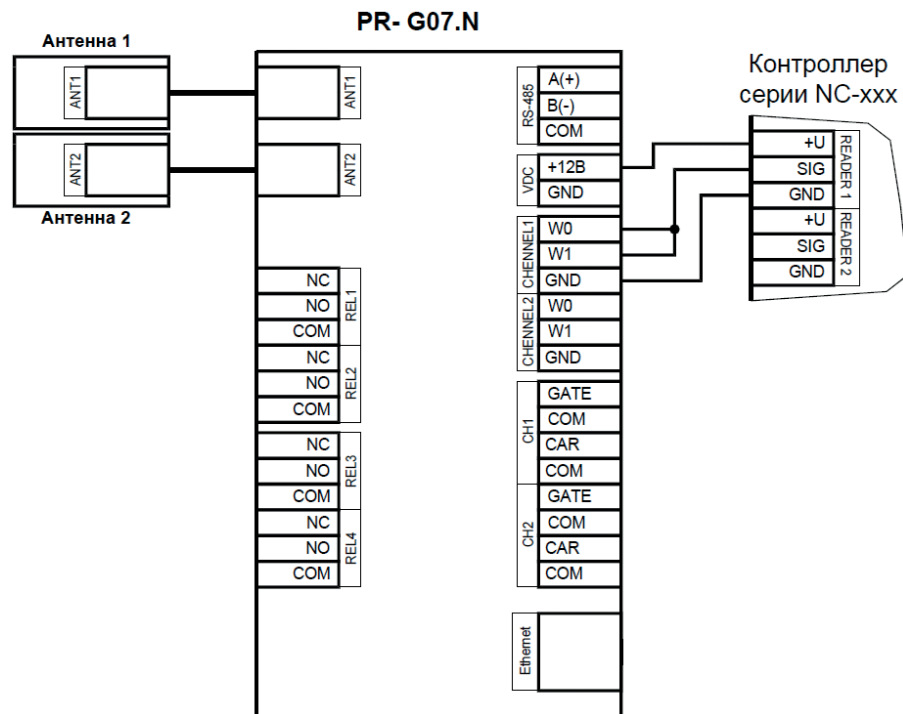 PR- G07.N
Антенна 1
ANT1
ANT2
Антенна 2
ANT1
ANT2
NC
NO
COM
REL1
NC
NO
COM
REL2
NC
NO
COM
REL3
NC
NO
COM
REL4
RS-485
A(+)
B(-)
COM
VDC
+12В
GND
CHENNEL1
W0
W1
GND
CHENNEL2
W0
W1
GND
CH1
GATE
COM
CAR
COM
CH2
GATE
COM
CAR
COM
Ethernet
Контроллер
серии NC-xxx
+U
SIG
GND
READER 1
+U
SIG
GND
READER 2